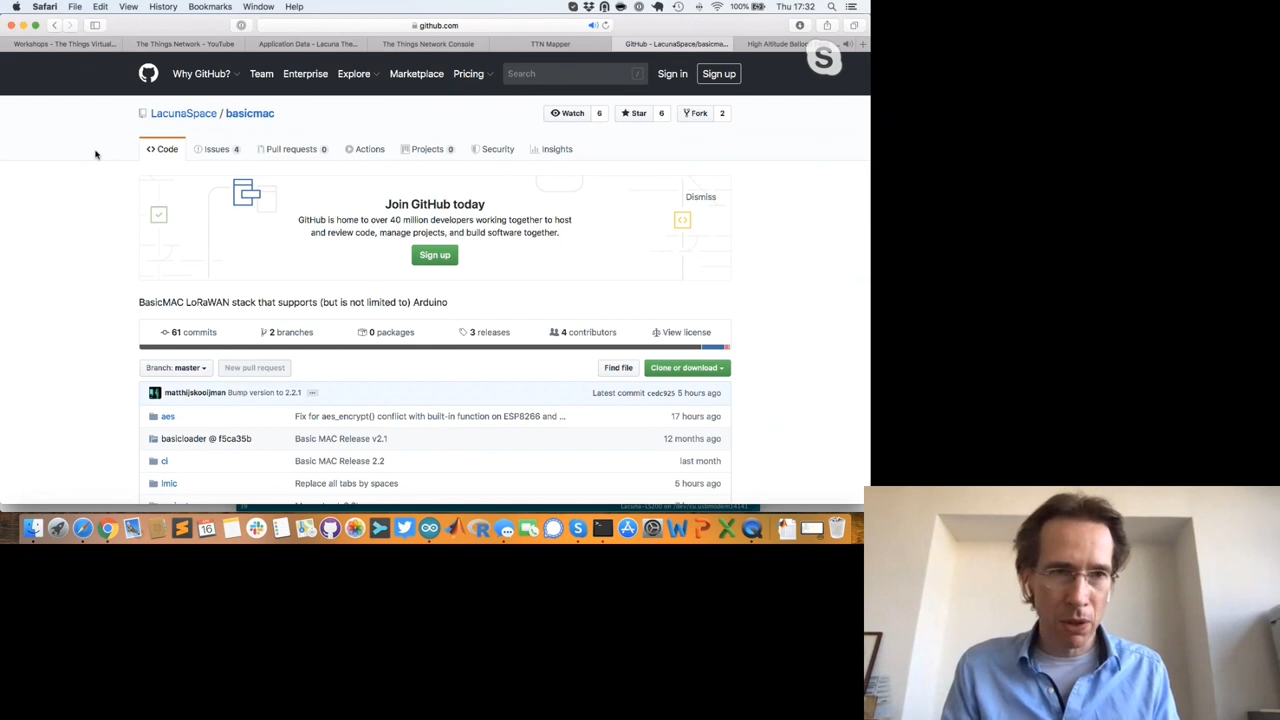 Safari File Edit View History Bookmarks Window Help 100% Thu 17:32
github.com
Workshops - The Things Virtual... The Things Network - YouTube Application Data - Lacuna The... The Things Network Console TTN Mapper GitHub - LacunaSpace/basicma... High Altitude Balloo
Why GitHub? Team Enterprise Explore Marketplace Pricing Search / Sign in Sign up
LacunaSpace / basicmac Watch 6 Star 6 Fork 2
Code Issues 4 Pull requests 0 Actions Projects 0 Security Insights
Join GitHub today
Dismiss
GitHub is home to over 40 million developers working together to host
and review code, manage projects, and build software together.
Sign up
BasicMAC LoRaWAN stack that supports (but is not limited to) Arduino
61 commits 2 branches 0 packages 3 releases 4 contributors View license
Branch: master New pull request Find file Clone or download
matthijskooijman Bump version to 2.2.1 ... Latest commit cedc925 5 hours ago
aes Fix for aes_encrypt() conflict with built-in function on ESP8266 and ... 17 hours ago
basicloader @ f5ca35b Basic MAC Release v2.1 12 months ago
ci Basic MAC Release 2.2 last month
lmic Replace all tabs by spaces 5 hours ago
39
16